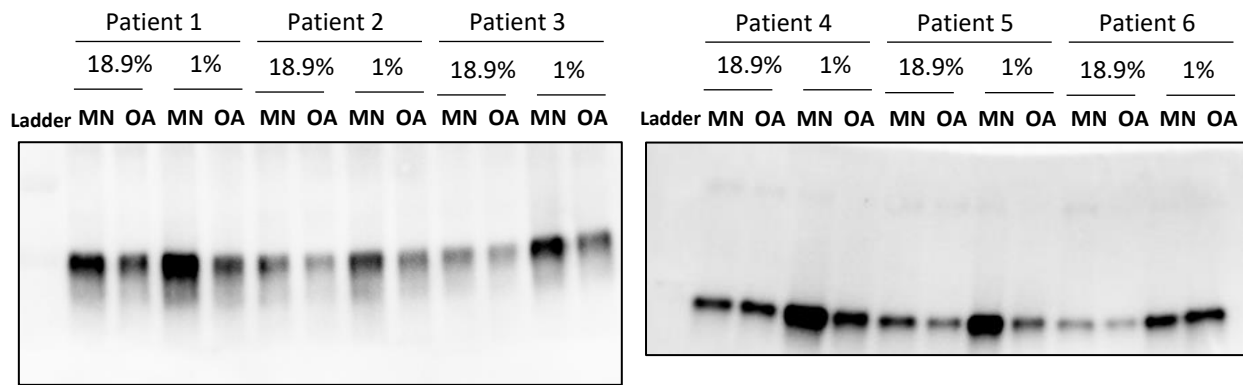 Patient 1 Patient 2 Patient 3
18.9% 1% 18.9% 1% 18.9% 1%
Ladder MN OA MN OA MN OA MN OA MN OA MN OA
Patient 4 Patient 5 Patient 6
18.9% 1% 18.9% 1% 18.9% 1%
Ladder MN OA MN OA MN OA MN OA MN OA MN OA